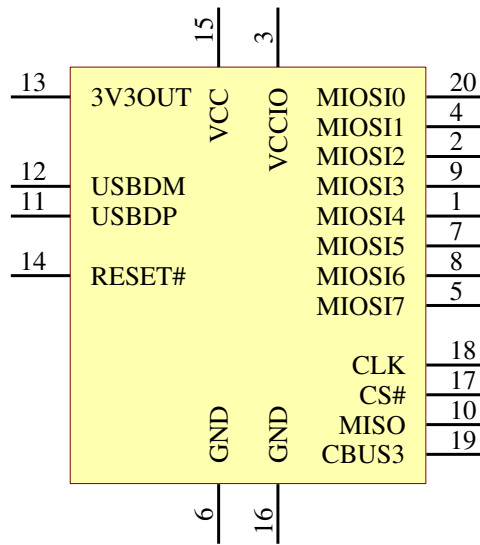 15 3
13 3V3OUT VCC VCCIO MIOSI0 20
MIOSI1 4
MIOSI2 2
12 USBDM MIOSI3 9
11 USBDP MIOSI4 1
MIOSI5 7
14 RESET# MIOSI6 8
MIOSI7 5
CLK 18
CS# 17
GND GND MISO 10
CBUS3 19
6 16